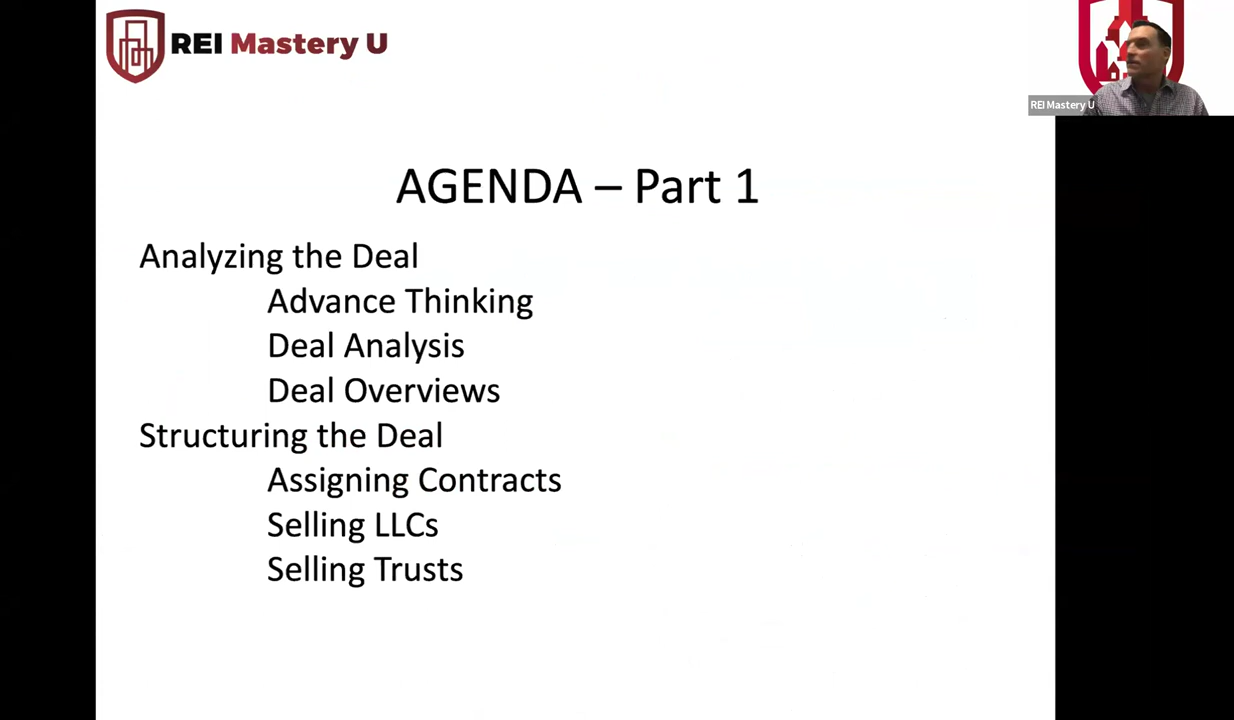 REI Mastery U
REI Mastery U
AGENDA – Part 1
Analyzing the Deal
Advance Thinking
Deal Analysis
Deal Overviews
Structuring the Deal
Assigning Contracts
Selling LLCs
Selling Trusts